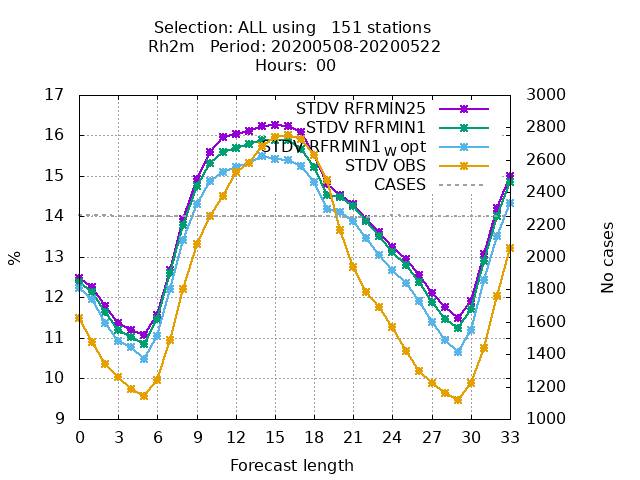 Selection: ALL using 151 stations
Rh2m Period: 20200508-20200522
Hours: 00
17
16
15
14
13
12
11
10
9
%
STDV RFRMIN25
STDV RFRMIN1
STDV RFRMIN1w opt
STDV OBS
CASES
3000
2800
2600
2400
2200
2000
1800
1600
1400
1200
1000
No cases
0 3 6 9 12 15 18 21 24 27 30 33
Forecast length